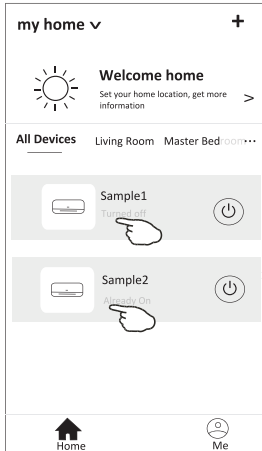 my home
Welcome home
Set your home location, get more
information
All Devices Living Room Master Bedroom
Sample1
Turned off
Sample2
Already On
Home Me